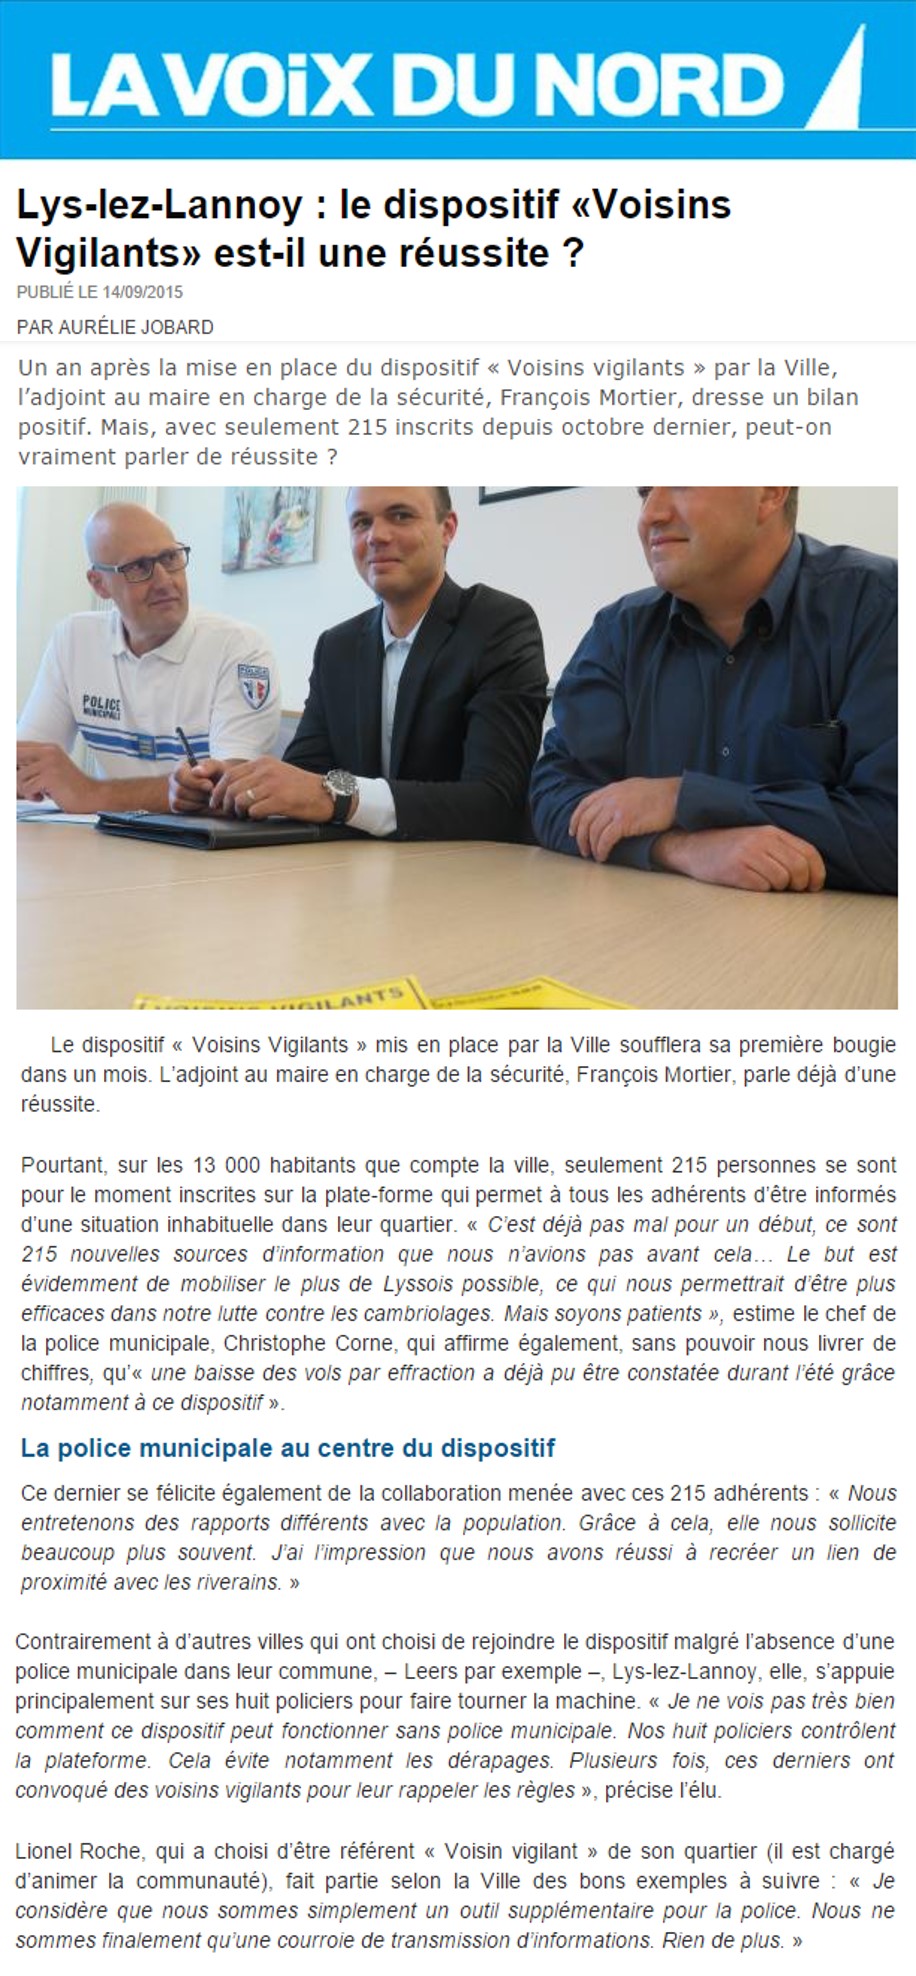 LA VOiX DU NORD
Lys-lez-Lannoy : le dispositif «Voisins
Vigilants» est-il une réussite ?
PUBLIÉ LE 14/09/2015
PAR AURÉLIE JOBARD
Un an après la mise en place du dispositif « Voisins vigilants » par la Ville,
l’adjoint au maire en charge de la sécurité, François Mortier, dresse un bilan
positif. Mais, avec seulement 215 inscrits depuis octobre dernier, peut-on
vraiment parler de réussite ?
POLICE
POLICE
MUNICIPALE
VOISINS VIGILANTS
Le dispositif « Voisins Vigilants » mis en place par la Ville soufflera sa première bougie
dans un mois. L’adjoint au maire en charge de la sécurité, François Mortier, parle déjà d’une
réussite.
Pourtant, sur les 13 000 habitants que compte la ville, seulement 215 personnes se sont
pour le moment inscrites sur la plate-forme qui permet à tous les adhérents d’être informés
d’une situation inhabituelle dans leur quartier. « C’est déjà pas mal pour un début, ce sont
215 nouvelles sources d’information que nous n’avions pas avant cela… Le but est
évidemment de mobiliser le plus de Lyssois possible, ce qui nous permettrait d’être plus
efficaces dans notre lutte contre les cambriolages. Mais soyons patients », estime le chef de
la police municipale, Christophe Corne, qui affirme également, sans pouvoir nous livrer de
chiffres, qu’« une baisse des vols par effraction a déjà pu être constatée durant l’été grâce
notamment à ce dispositif ».
La police municipale au centre du dispositif
Ce dernier se félicite également de la collaboration menée avec ces 215 adhérents : « Nous
entretenons des rapports différents avec la population. Grâce à cela, elle nous sollicite
beaucoup plus souvent. J’ai l’impression que nous avons réussi à recréer un lien de
proximité avec les riverains. »
Contrairement à d’autres villes qui ont choisi de rejoindre le dispositif malgré l’absence d’une
police municipale dans leur commune, – Leers par exemple –, Lys-lez-Lannoy, elle, s’appuie
principalement sur ses huit policiers pour faire tourner la machine. « Je ne vois pas très bien
comment ce dispositif peut fonctionner sans police municipale. Nos huit policiers contrôlent
la plateforme. Cela évite notamment les dérapages. Plusieurs fois, ces derniers ont
convoqué des voisins vigilants pour leur rappeler les règles », précise l’élu.
Lionel Roche, qui a choisi d’être référent « Voisin vigilant » de son quartier (il est chargé
d’animer la communauté), fait partie selon la Ville des bons exemples à suivre : « Je
considère que nous sommes simplement un outil supplémentaire pour la police. Nous ne
sommes finalement qu’une courroie de transmission d’informations. Rien de plus. »